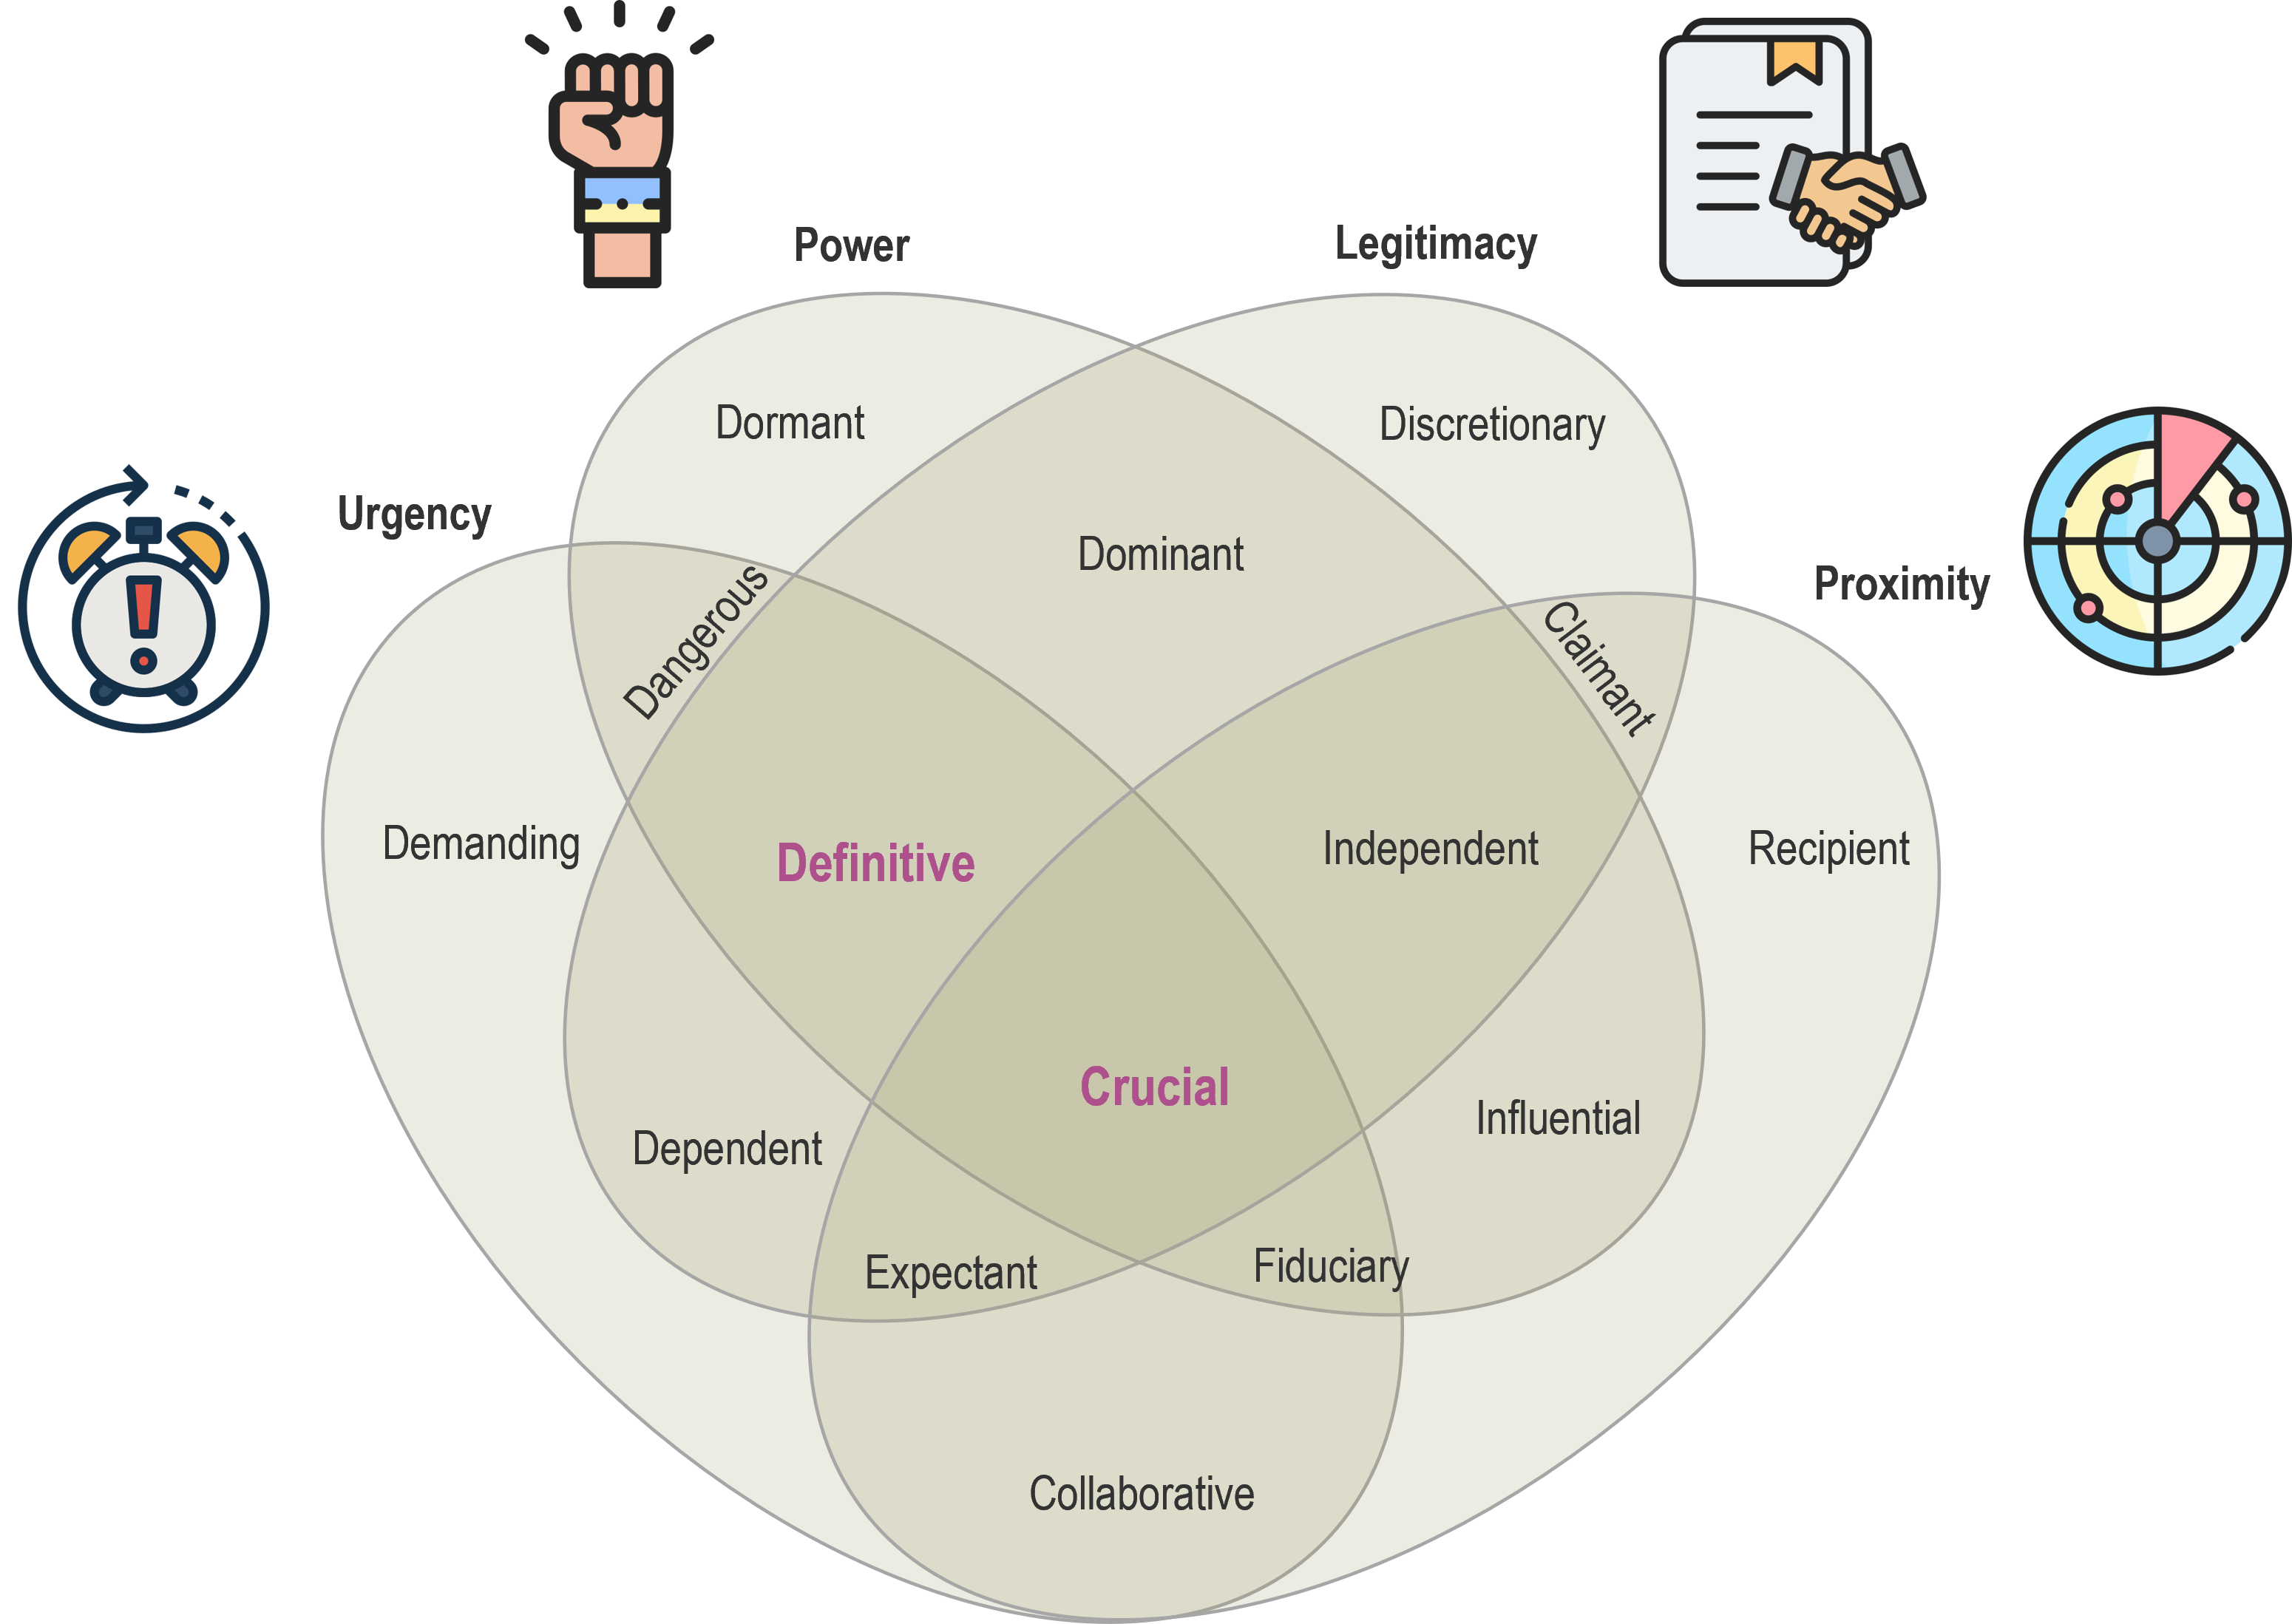 Power
Legitimacy
Dormant
Discretionary
Urgency
Dominant
Proximity
Dangerous
Claimant
Demanding
Definitive
Independent
Recipient
Crucial
Influential
Dependent
Expectant
Fiduciary
Collaborative